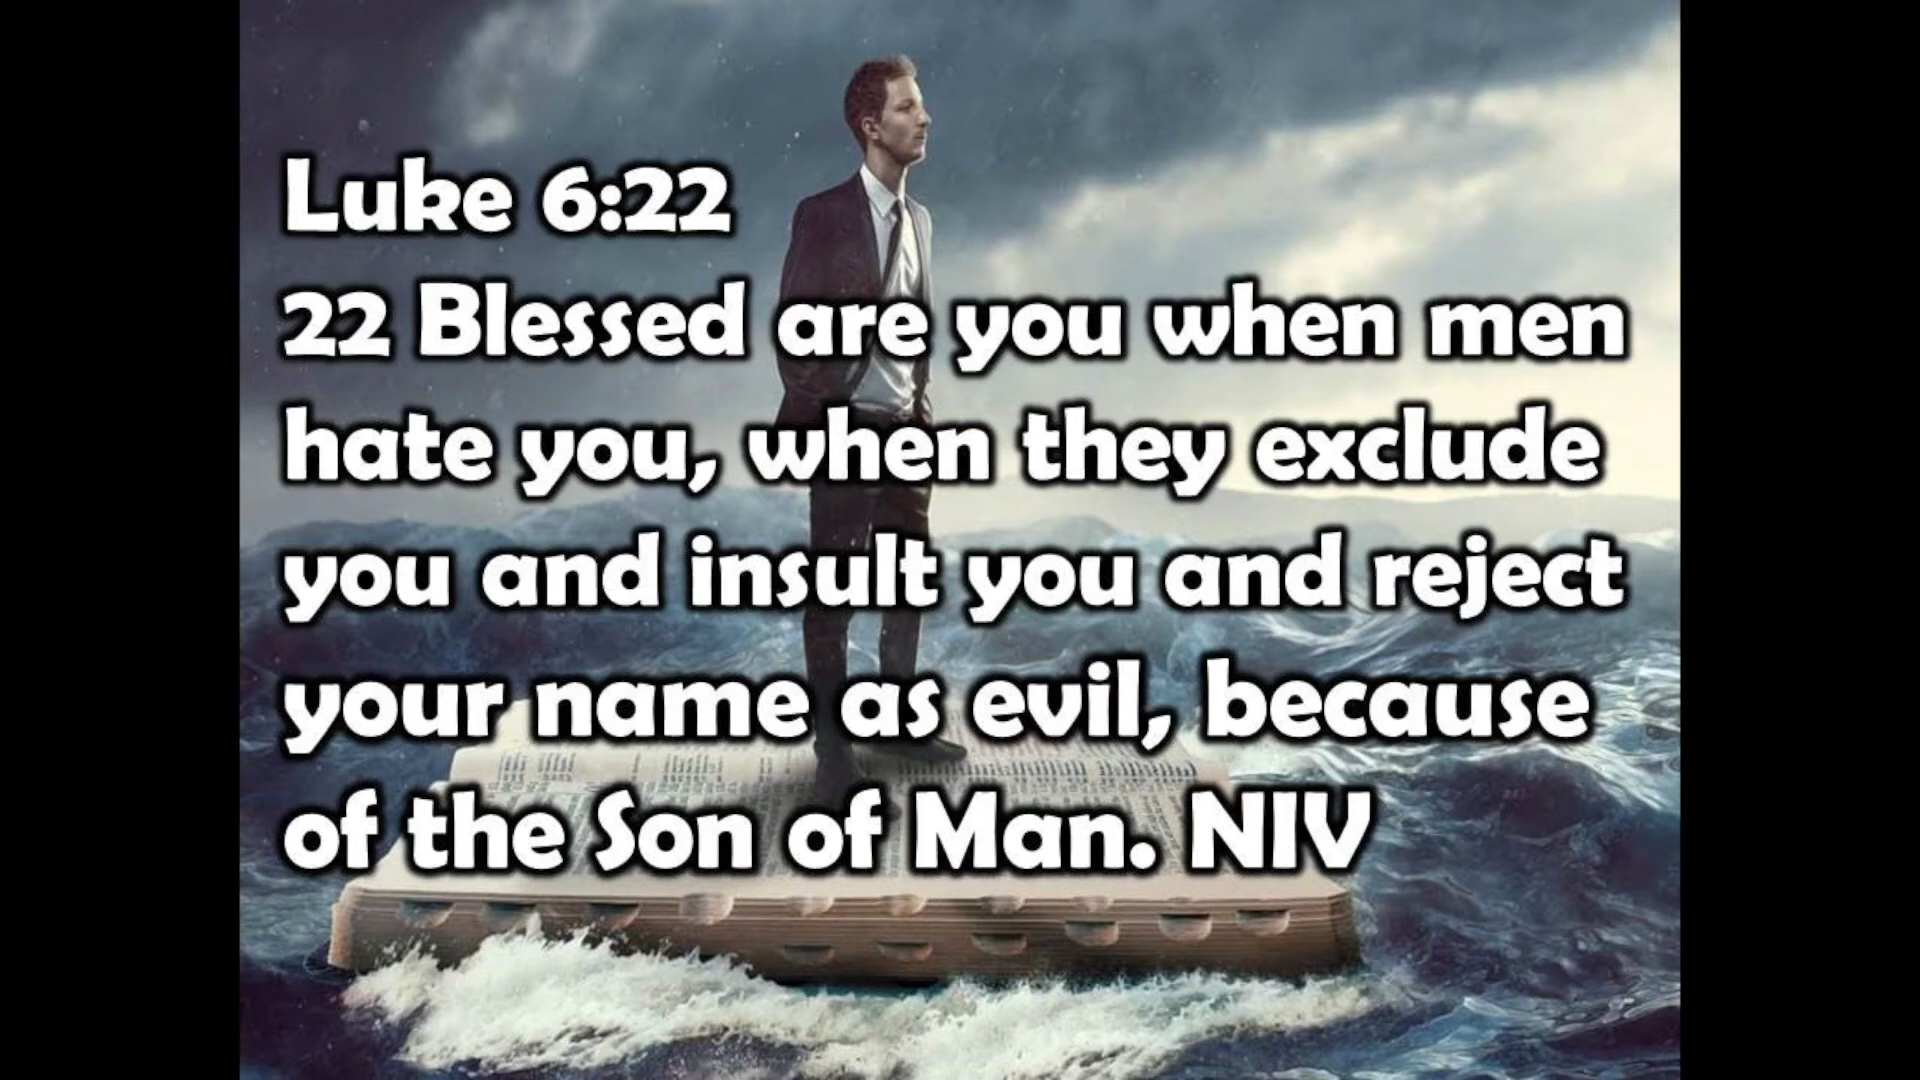 Luke 6:22
22 Blessed are you when men
hate you, when they exclude
you and insult you and reject
your name as evil, because
of the Son of Man. NIV